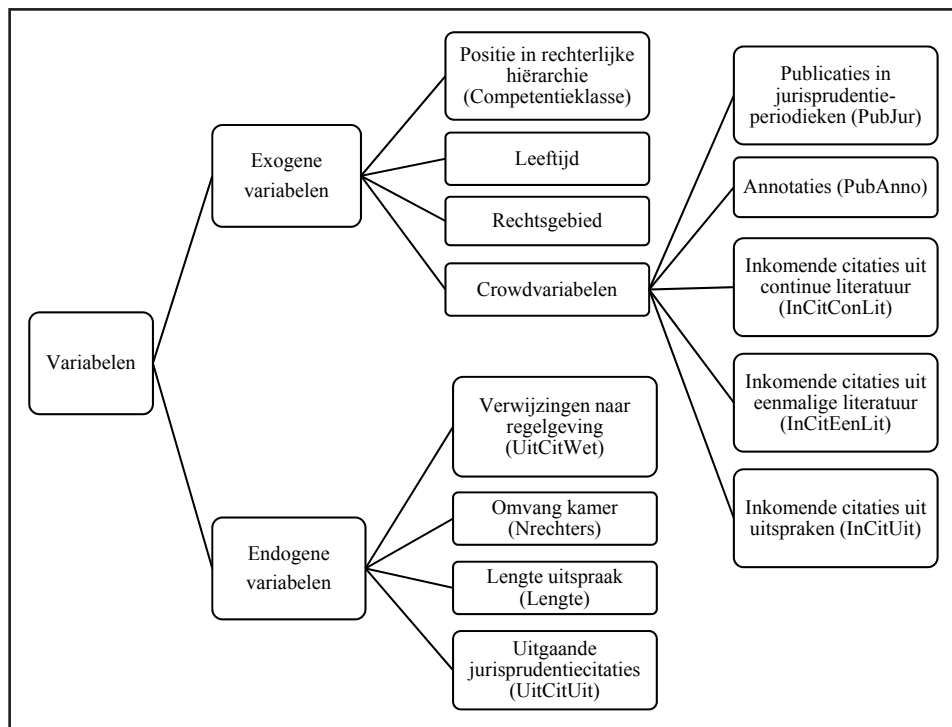 Variabelen
Exogene
variabelen
Positie in rechterlijke
hiërarchie
(Competentieklasse)
Leeftijd
Rechtsgebied
Crowdvariabelen
Publicaties in
jurisprudentie-
periodieken (PubJur)
Annotaties (PubAnno)
Inkomende citaties uit
continue literatuur
(InCitConLit)
Inkomende citaties uit
eenmalige literatuur
(InCitEenLit)
Inkomende citaties uit
uitspraken (InCitUit)
Endogene
variabelen
Verwijzingen naar
regelgeving
(UitCitWet)
Omvang kamer
(Nrechters)
Lengte uitspraak
(Lengte)
Uitgaande
jurisprudentiecitaties
(UitCitUit)